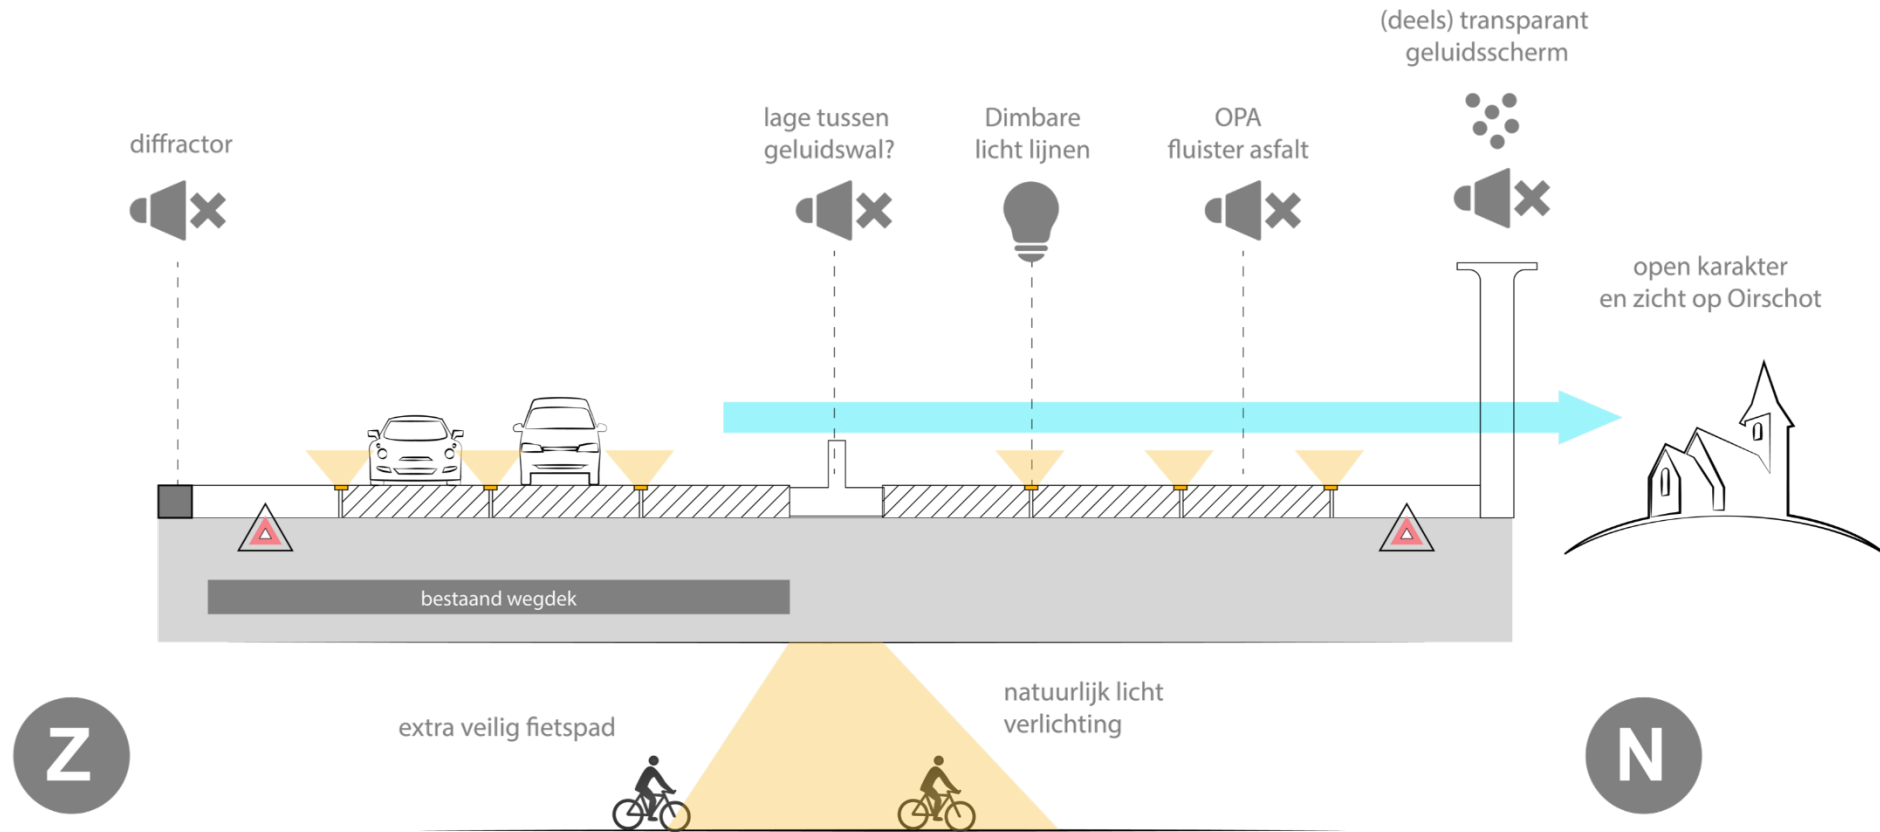 (deels) transparant
geluidsscherm
diffractor
lage tussen
geluidswal?
Dimbare
licht lijnen
OPA
fluister asfalt
open karakter
en zicht op Oirschot
bestaand wegdek
extra veilig fietspad
natuurlijk licht
verlichting
Z
N